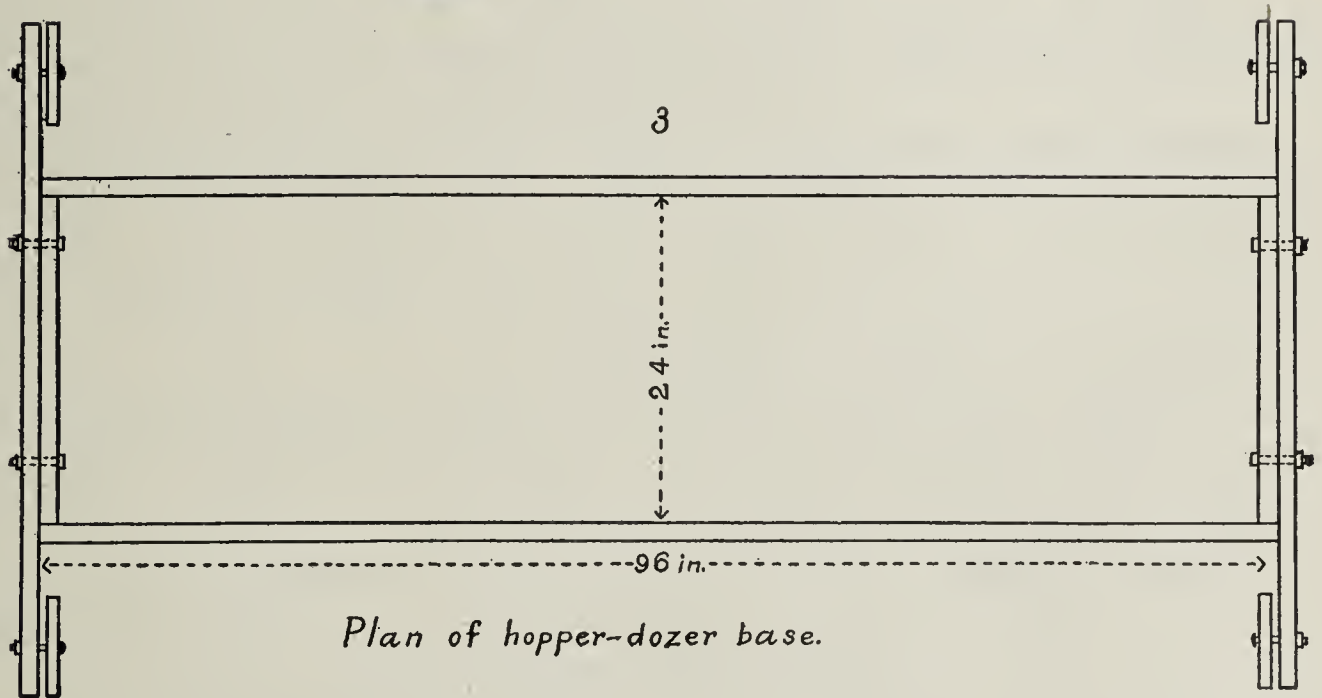 3
24 in.
96 in.
Plan of hopper-dozer base.